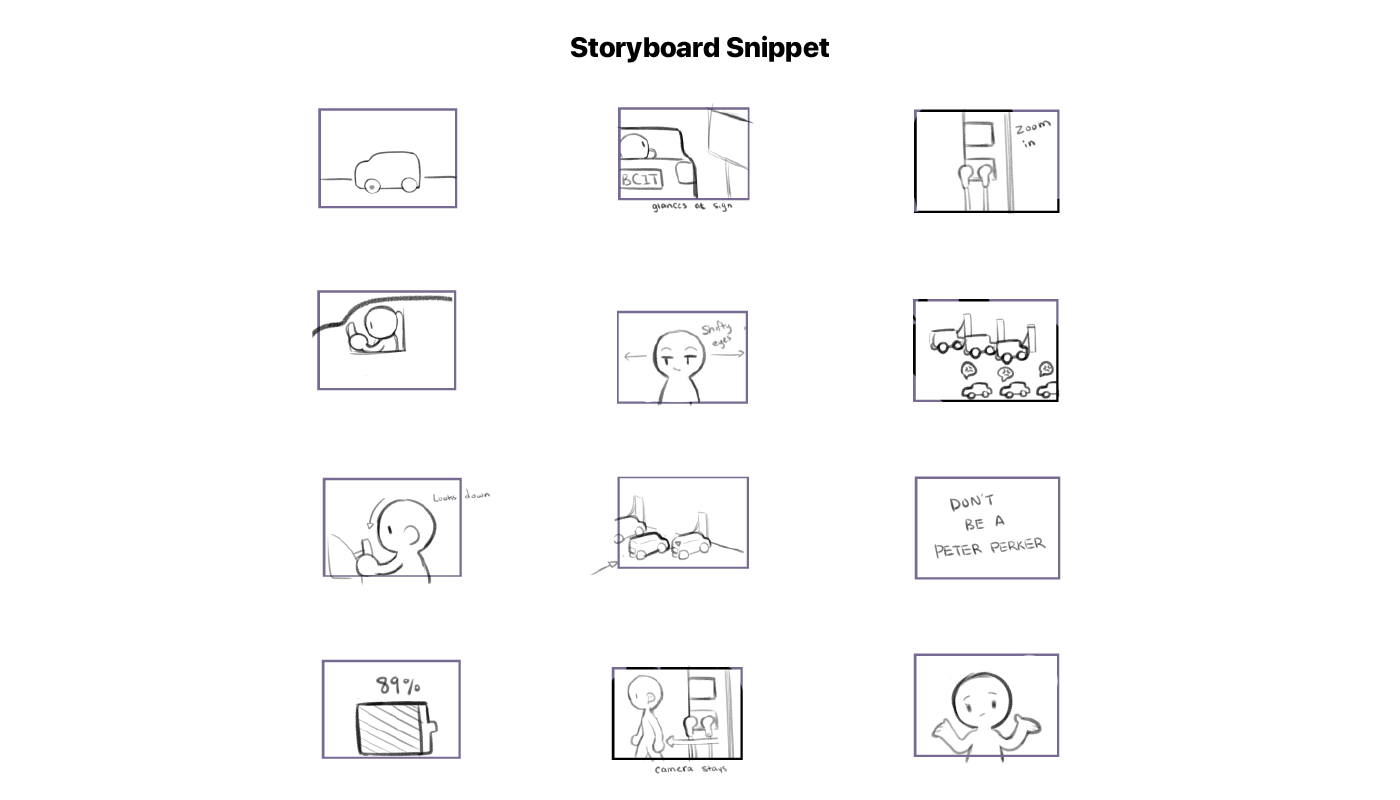 Storyboard Snippet
BCIT
glances at sign
Zoom
in
Shifty
eyes
Looks down
DON'T
BE A
PETER PERKER
89%
camera stays